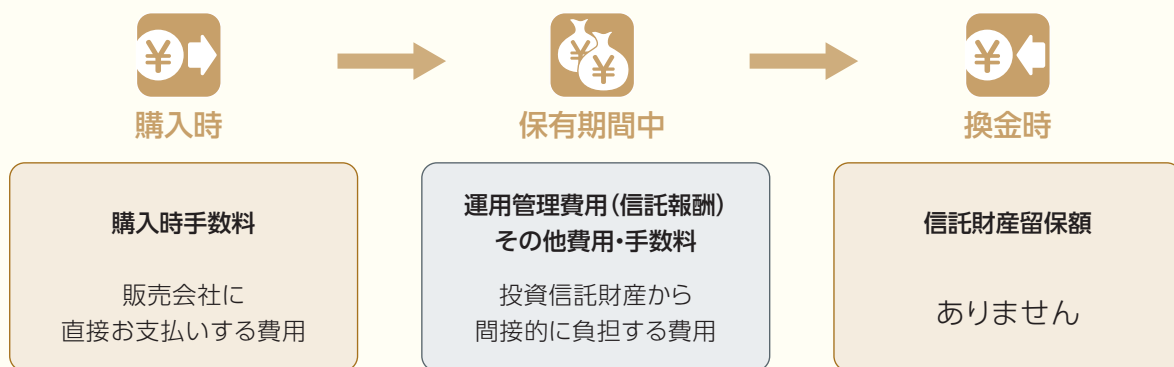 ¥
購入時
¥
¥
保有期間中
¥
換金時
購入時手数料
販売会社に
直接お支払いする費用
運用管理費用(信託報酬)
その他費用・手数料
投資信託財産から
間接的に負担する費用
信託財産留保額
ありません